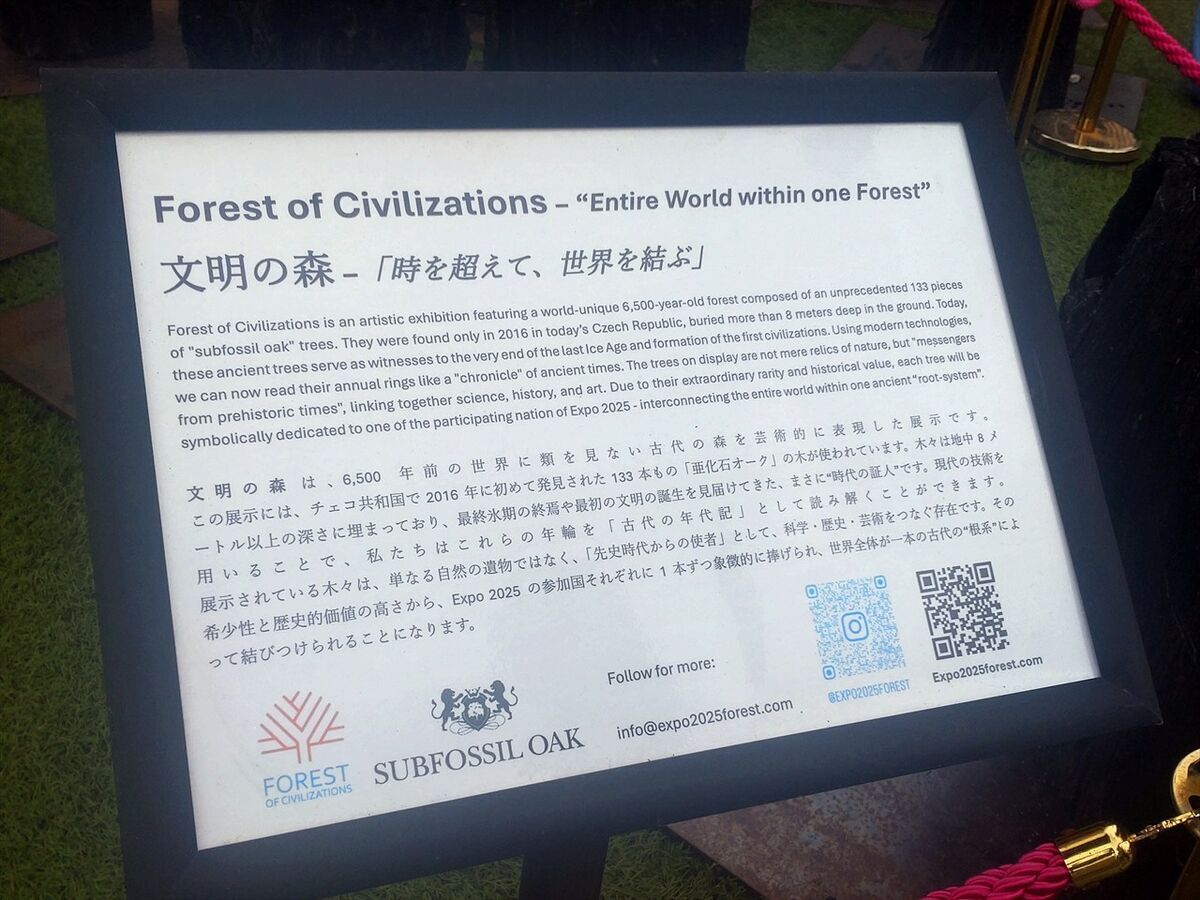 Forest of Civilizations – “Entire World within one Forest”
文明の森 – 「時を超えて、世界を結ぶ」
Forest of Civilizations is an artistic exhibition featuring a world-unique 6,500-year-old forest composed of an unprecedented 133 pieces
of "subfossil oak" trees. They were found only in 2016 in today's Czech Republic, buried more than 8 meters deep in the ground. Today,
these ancient trees serve as witnesses to the very end of the last Ice Age and formation of the first civilizations. Using modern technologies,
we can now read their annual rings like a "chronicle" of ancient times. The trees on display are not mere relics of nature, but "messengers
from prehistoric times", linking together science, history, and art. Due to their extraordinary rarity and historical value, each tree will be
symbolically dedicated to one of the participating nation of Expo 2025 - interconnecting the entire world within one ancient “root-system”.
文明の森は、6,500 年前の世界に類を見ない古代の森を芸術的に表現した展示です。
この展示には、チェコ共和国で 2016 年に初めて発見された 133 本もの「亜化石オーク」の木が使われています。木々は地中 8 メ
ートル以上の深さに埋まっており、最終氷期の終焉や最初の文明の誕生を見届けてきた、まさに“時代の証人”です。現代の技術を
用いることで、私たちはこれらの年輪を「古代の年代記」として読み解くことができます。
展示されている木々は、単なる自然の遺物ではなく、「先史時代からの使者」として、科学・歴史・芸術をつなぐ存在です。その
希少性と歴史的価値の高さから、Expo 2025 の参加国それぞれに 1 本ずつ象徴的に捧げられ、世界全体が一本の古代の“根系”によ
って結びつけられることになります。
FOREST
OF CIVILIZATIONS
SUBFOSSIL OAK
Follow for more:
info@expo2025forest.com
@EXPO2025FOREST
Expo2025forest.com